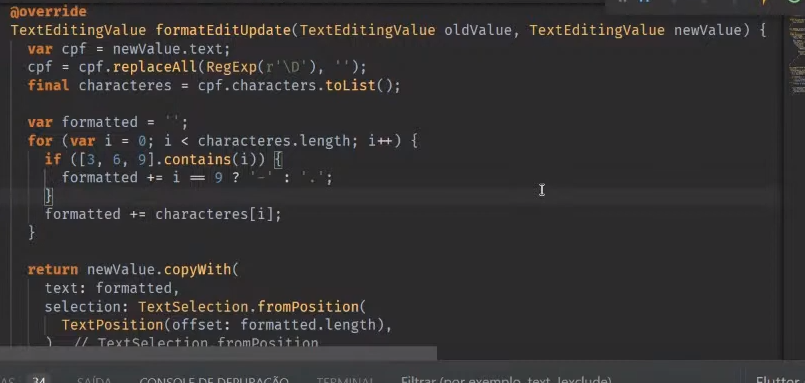 @override
TextEditingValue formatEditUpdate(TextEditingValue oldValue, TextEditingValue newValue) {
  var cpf = newValue.text;
  cpf = cpf.replaceAll(RegExp(r'\D'), '');
  final characteres = cpf.characters.toList();

  var formatted = '';
  for (var i = 0; i < characteres.length; i++) {
    if ([3, 6, 9].contains(i)) {
      formatted += i == 9 ? '-' : '.';
    }
    formatted += characteres[i];
  }

  return newValue.copyWith(
    text: formatted,
    selection: TextSelection.fromPosition(
      TextPosition(offset: formatted.length),
    ) // TextSelection.fromPosition
AS 34 SAÍDA CONSOLE DE DEPURAÇÃO TERMINAL Filtrar (por exemplo, text, !exclude) Flutter